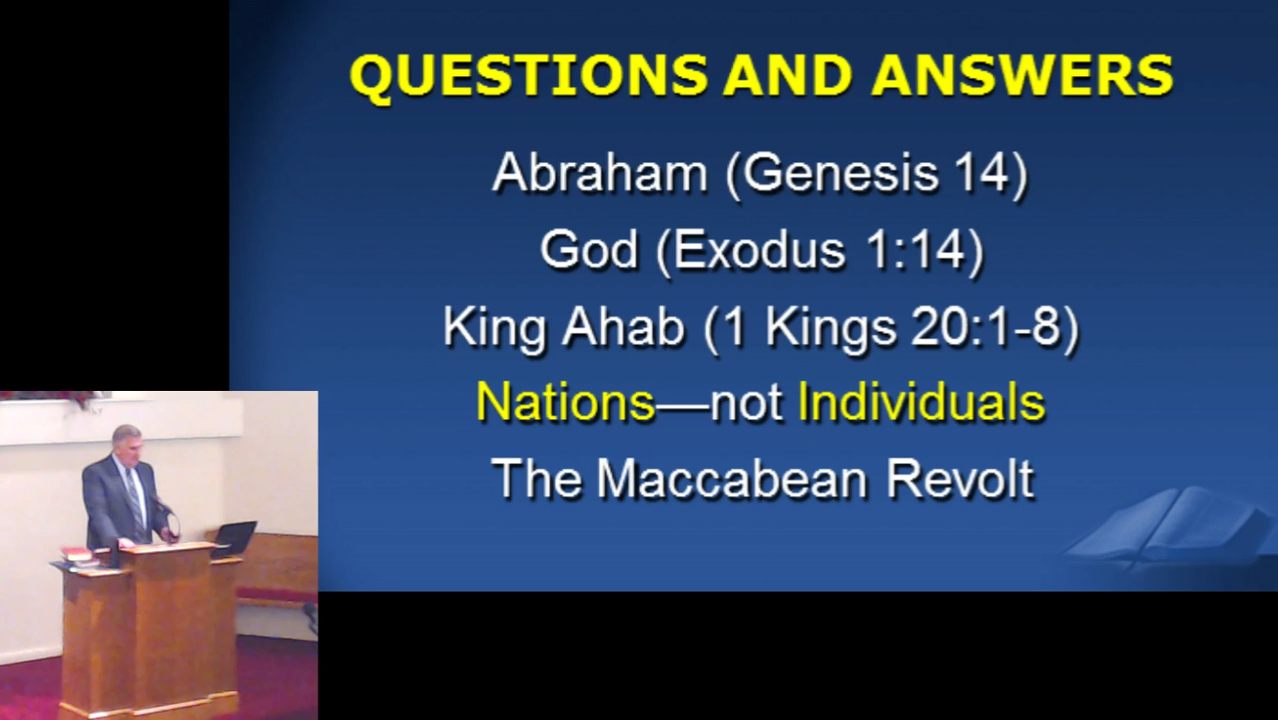 QUESTIONS AND ANSWERS
Abraham (Genesis 14)
God (Exodus 1:14)
King Ahab (1 Kings 20:1-8)
Nations—not Individuals
The Maccabean Revolt